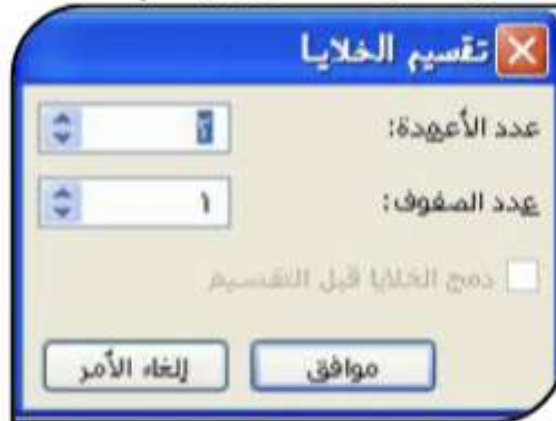 تقسيم الخلايا
عدد الأعمدة: ٢
عدد الصفوف: ١
دمج الخلايا قبل التقسيم
موافق إلغاء الأمر